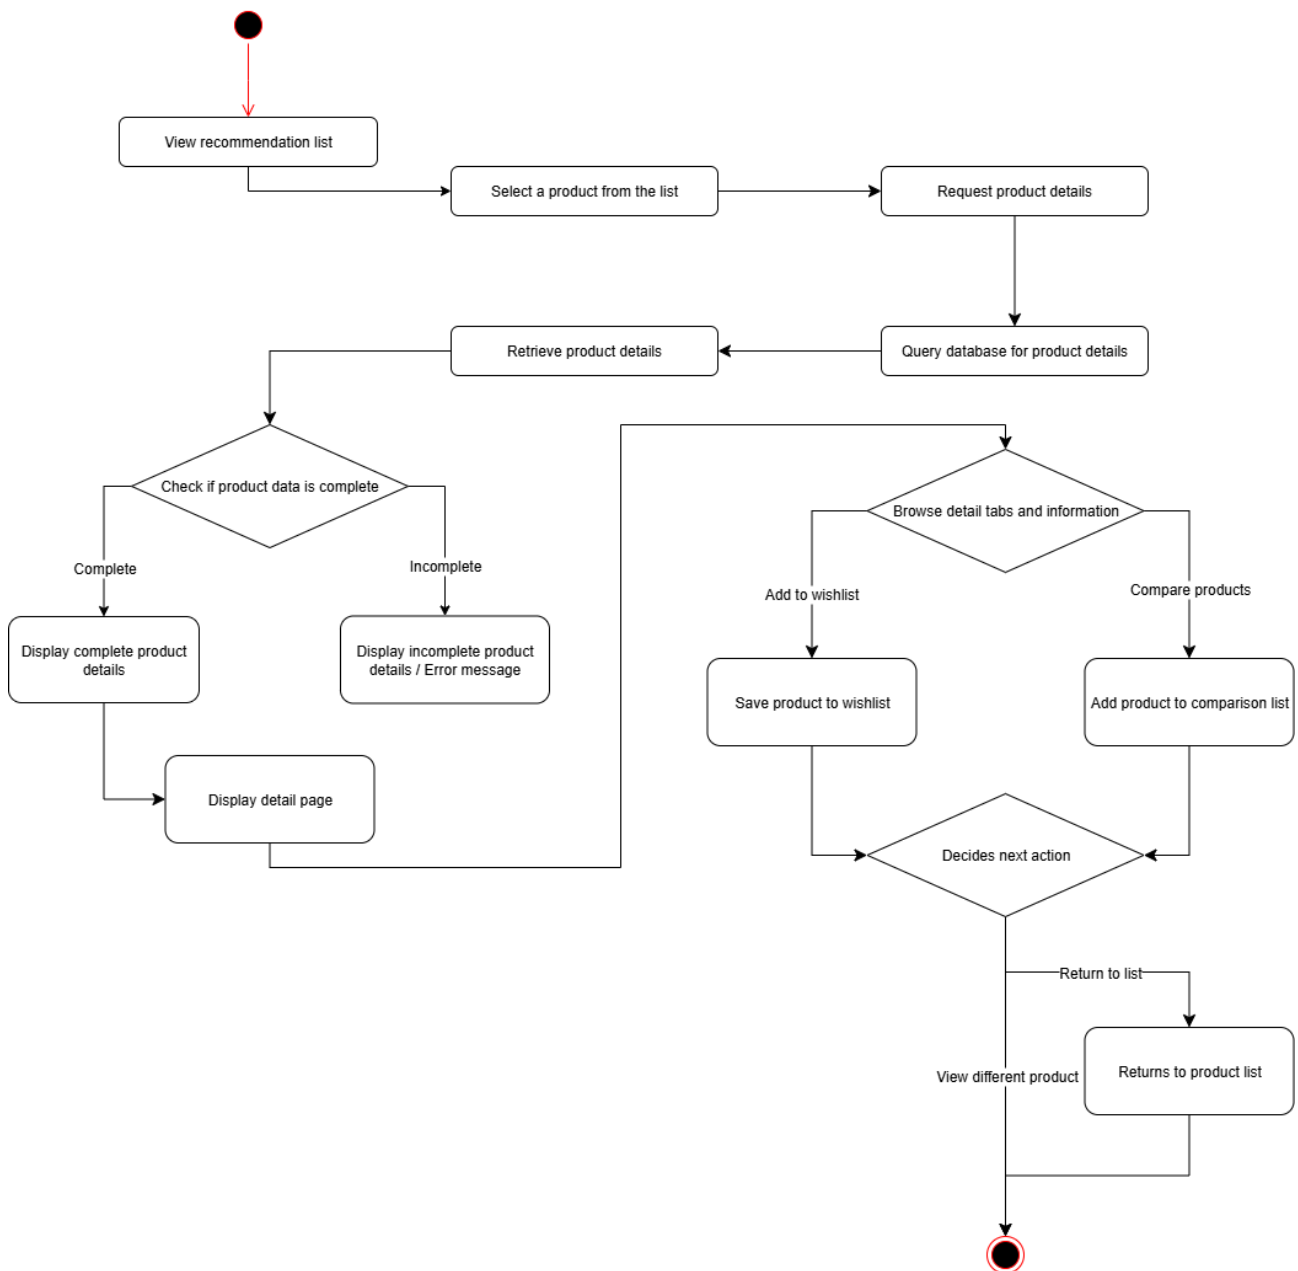 View recommendation list
Select a product from the list
Request product details
Retrieve product details
Query database for product details
Check if product data is complete
Browse detail tabs and information
Complete
Incomplete
Add to wishlist
Compare products
Display complete product
details
Display incomplete product
details / Error message
Save product to wishlist
Add product to comparison list
Display detail page
Decides next action
Return to list
View different product
Returns to product list